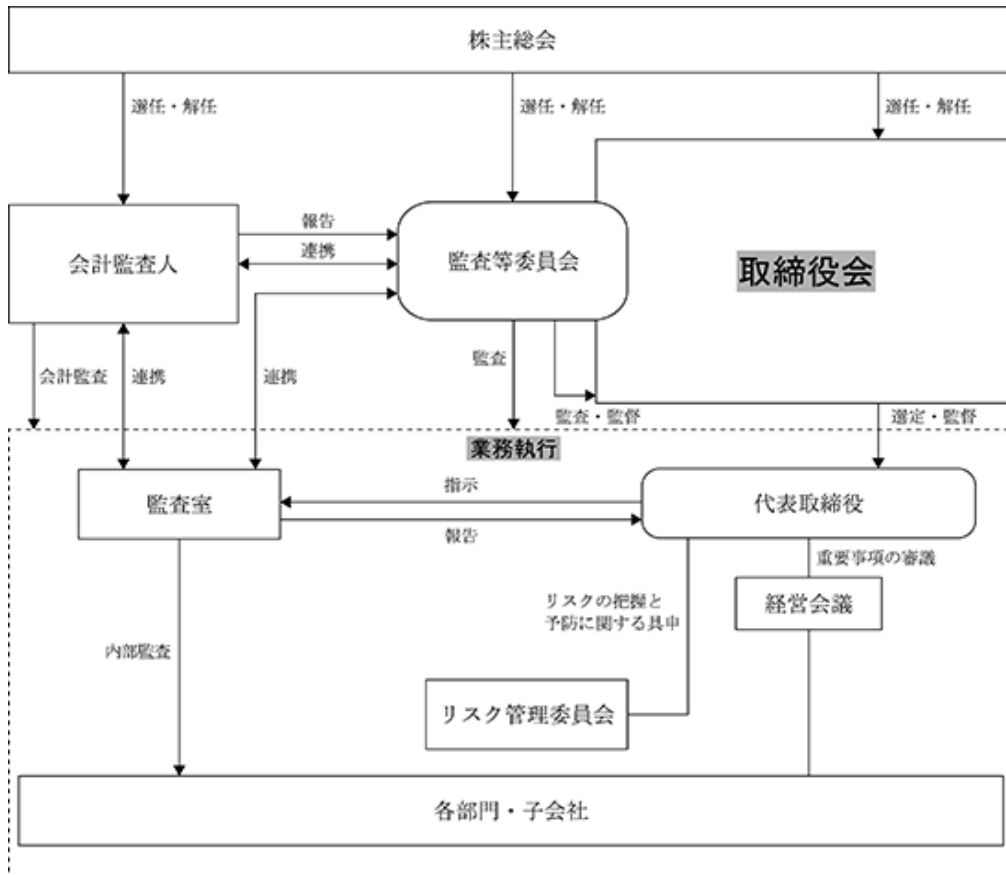 株主総会
選任・解任
選任・解任
選任・解任
会計監査人
報告
連携
監査等委員会
取締役会
会計監査
連携
連携
監査
監査・監督
選定・監督
業務執行
監査室
指示
報告
代表取締役
重要事項の審議
経営会議
リスクの把握と
予防に関する具申
内部監査
リスク管理委員会
各部門・子会社